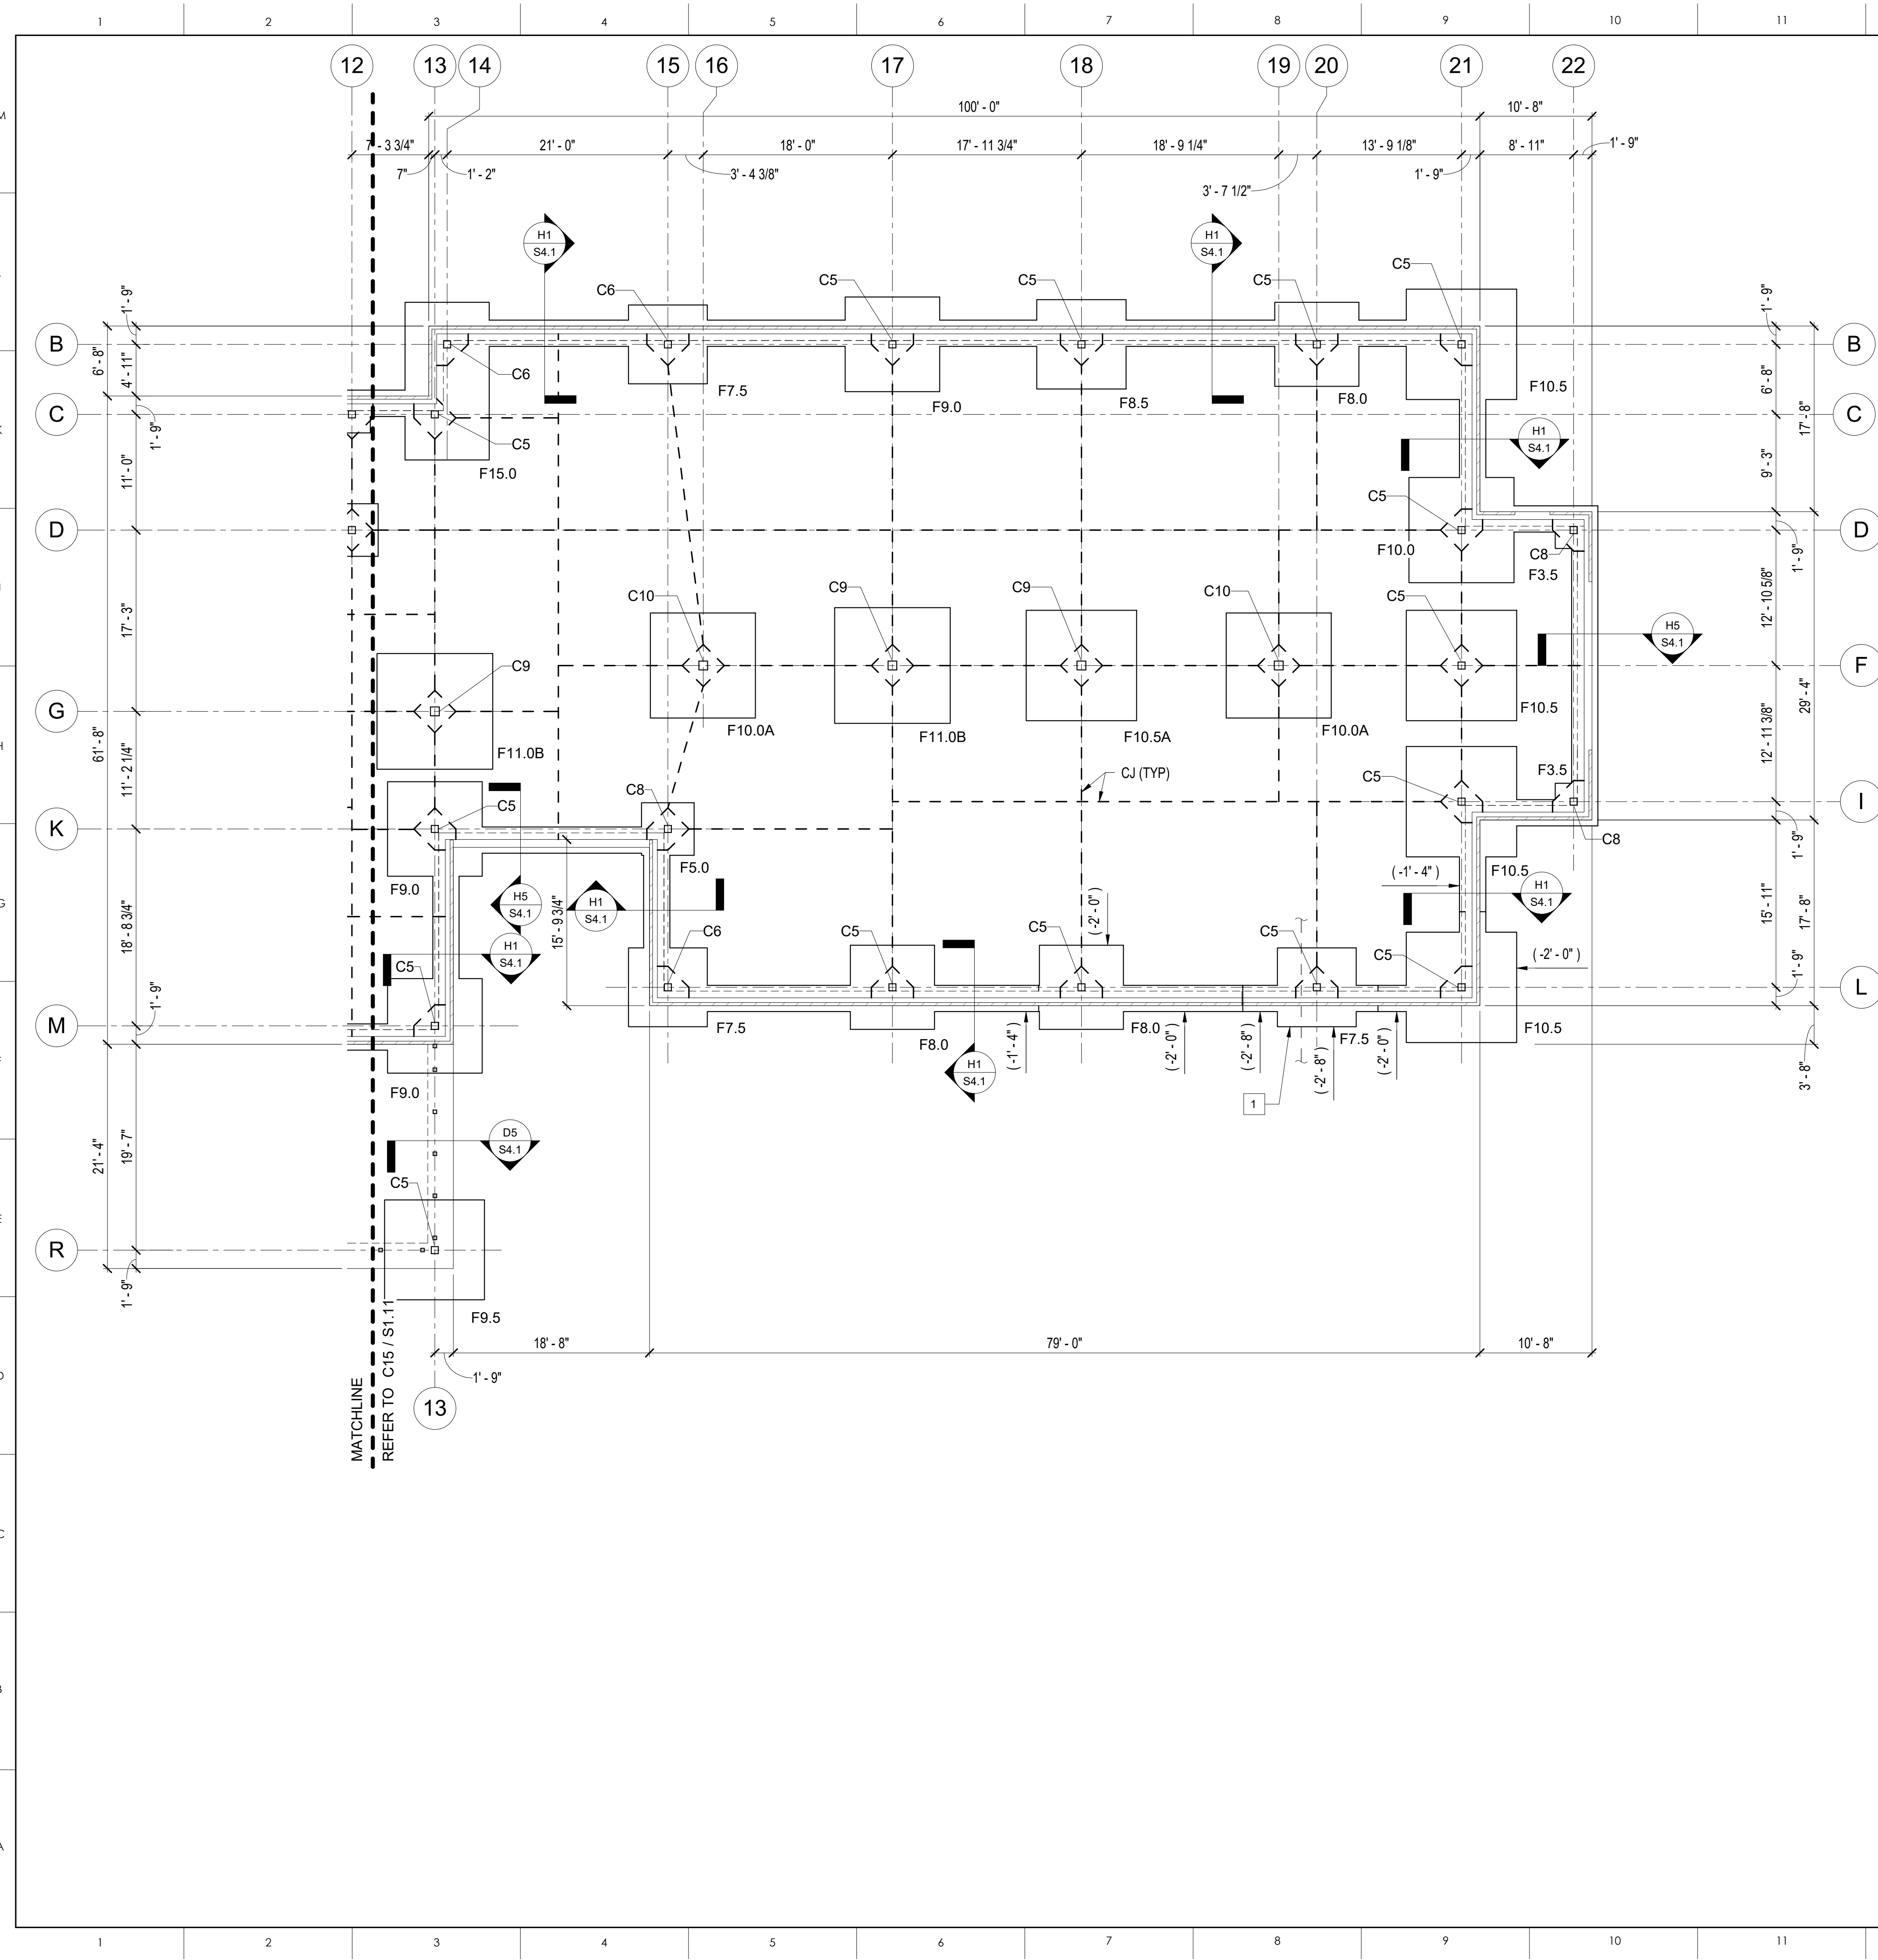 1 2 3 4 5 6 7 8 9 10 11
12 13 14 15 16 17 18 19 20 21 22
M
100' - 0" 10' - 8"
7' - 3 3/4" 21' - 0" 18' - 0" 17' - 11 3/4" 18' - 9 1/4" 13' - 9 1/8" 8' - 11" 1' - 9"
7" 1' - 2" 3' - 4 3/8" 3' - 7 1/2" 1' - 9"
H1
S4.1
H1
S4.1
C6 C5 C5 C5 C5
1' - 9"
6' - 8"
4' - 11"
1' - 9"
B
C6
F7.5 F9.0 F8.5 F8.0 F10.5
1' - 9"
6' - 8"
17' - 8"
B
C
C5
F15.0
H1
S4.1
C
K
11' - 0"
9' - 3"
D
C5
F10.0
C8
F3.5
1' - 9"
D
17' - 3"
61' - 8"
C10 C9 C9 C10 C5
12' - 10 5/8"
H5
S4.1
C9
F
G
F11.0B F10.0A F11.0B F10.5A F10.0A F10.5
29' - 4"
H
11' - 2 1/4"
12' - 11 3/8"
CJ (TYP)
F3.5
C5
I
K
C5
C8
C8
F9.0
F5.0
F10.5
1' - 9"
( -1' - 4" )
G
18' - 8 3/4"
H5
S4.1
H1
S4.1
15' - 9 3/4"
(-2' - 0")
H1
S4.1
15' - 11"
17' - 8"
C5
H1
S4.1
C6 C5 C5 C5 C5
( -2' - 0" )
1' - 9"
L
M
1' - 9"
F7.5 F8.0 F8.0 F7.5 F10.5
( -1' - 4" )
(-2' - 0")
(-2' - 8")
( -2' - 8" )
( -2' - 0" )
3' - 8"
H1
S4.1
1
F9.0
21' - 4"
19' - 7"
D5
S4.1
C5
E
R
1' - 9"
F9.5
18' - 8" 79' - 0" 10' - 8"
1' - 9"
13
MATCHLINE
REFER TO C15 / S1.11
C
A
1 2 3 4 5 6 7 8 9 10 11